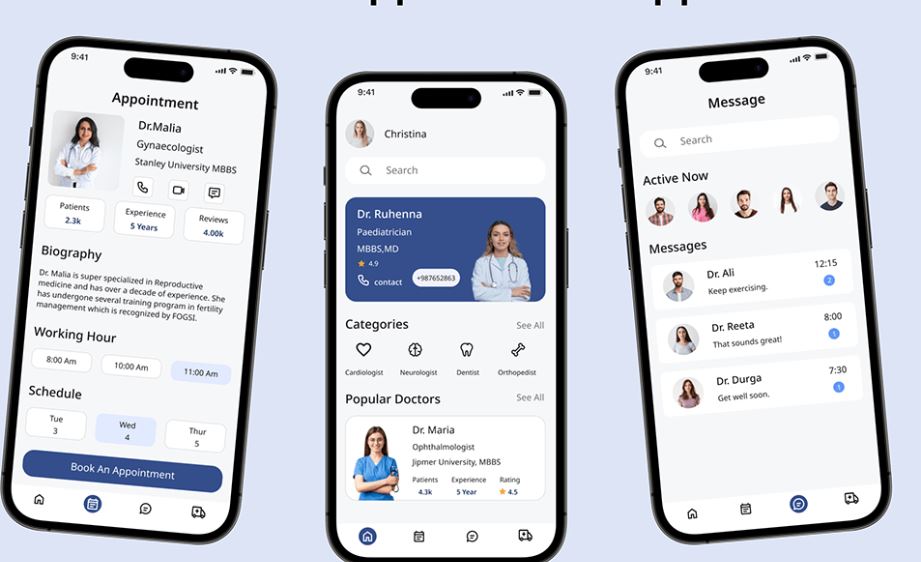 9:41
Appointment
Dr.Malia
Gynaecologist
Stanley University MBBS
Patients
2.3k
Experience
5 Years
Reviews
4.00k
Biography
Dr. Malia is super specialized in Reproductive
medicine and has over a decade of experience. She
has undergone several training program in fertility
management which is recognized by FOGSI.
Working Hour
8:00 Am
10:00 Am
11:00 Am
Schedule
Tue
3
Wed
4
Thur
5
Book An Appointment
9:41
Christina
Search
Dr. Ruhenna
Paediatrician
MBBS,MD
4.9
contact
+987652863
Categories
See All
Cardiologist
Neurologist
Dentist
Orthopedist
Popular Doctors
See All
Dr. Maria
Ophthalmologist
Jipmer University, MBBS
Patients
4.3k
Experience
5 Year
Rating
4.5
9:41
Message
Search
Active Now
Messages
Dr. Ali
12:15
Keep exercising.
2
Dr. Reeta
8:00
That sounds great!
1
Dr. Durga
7:30
Get well soon.
1